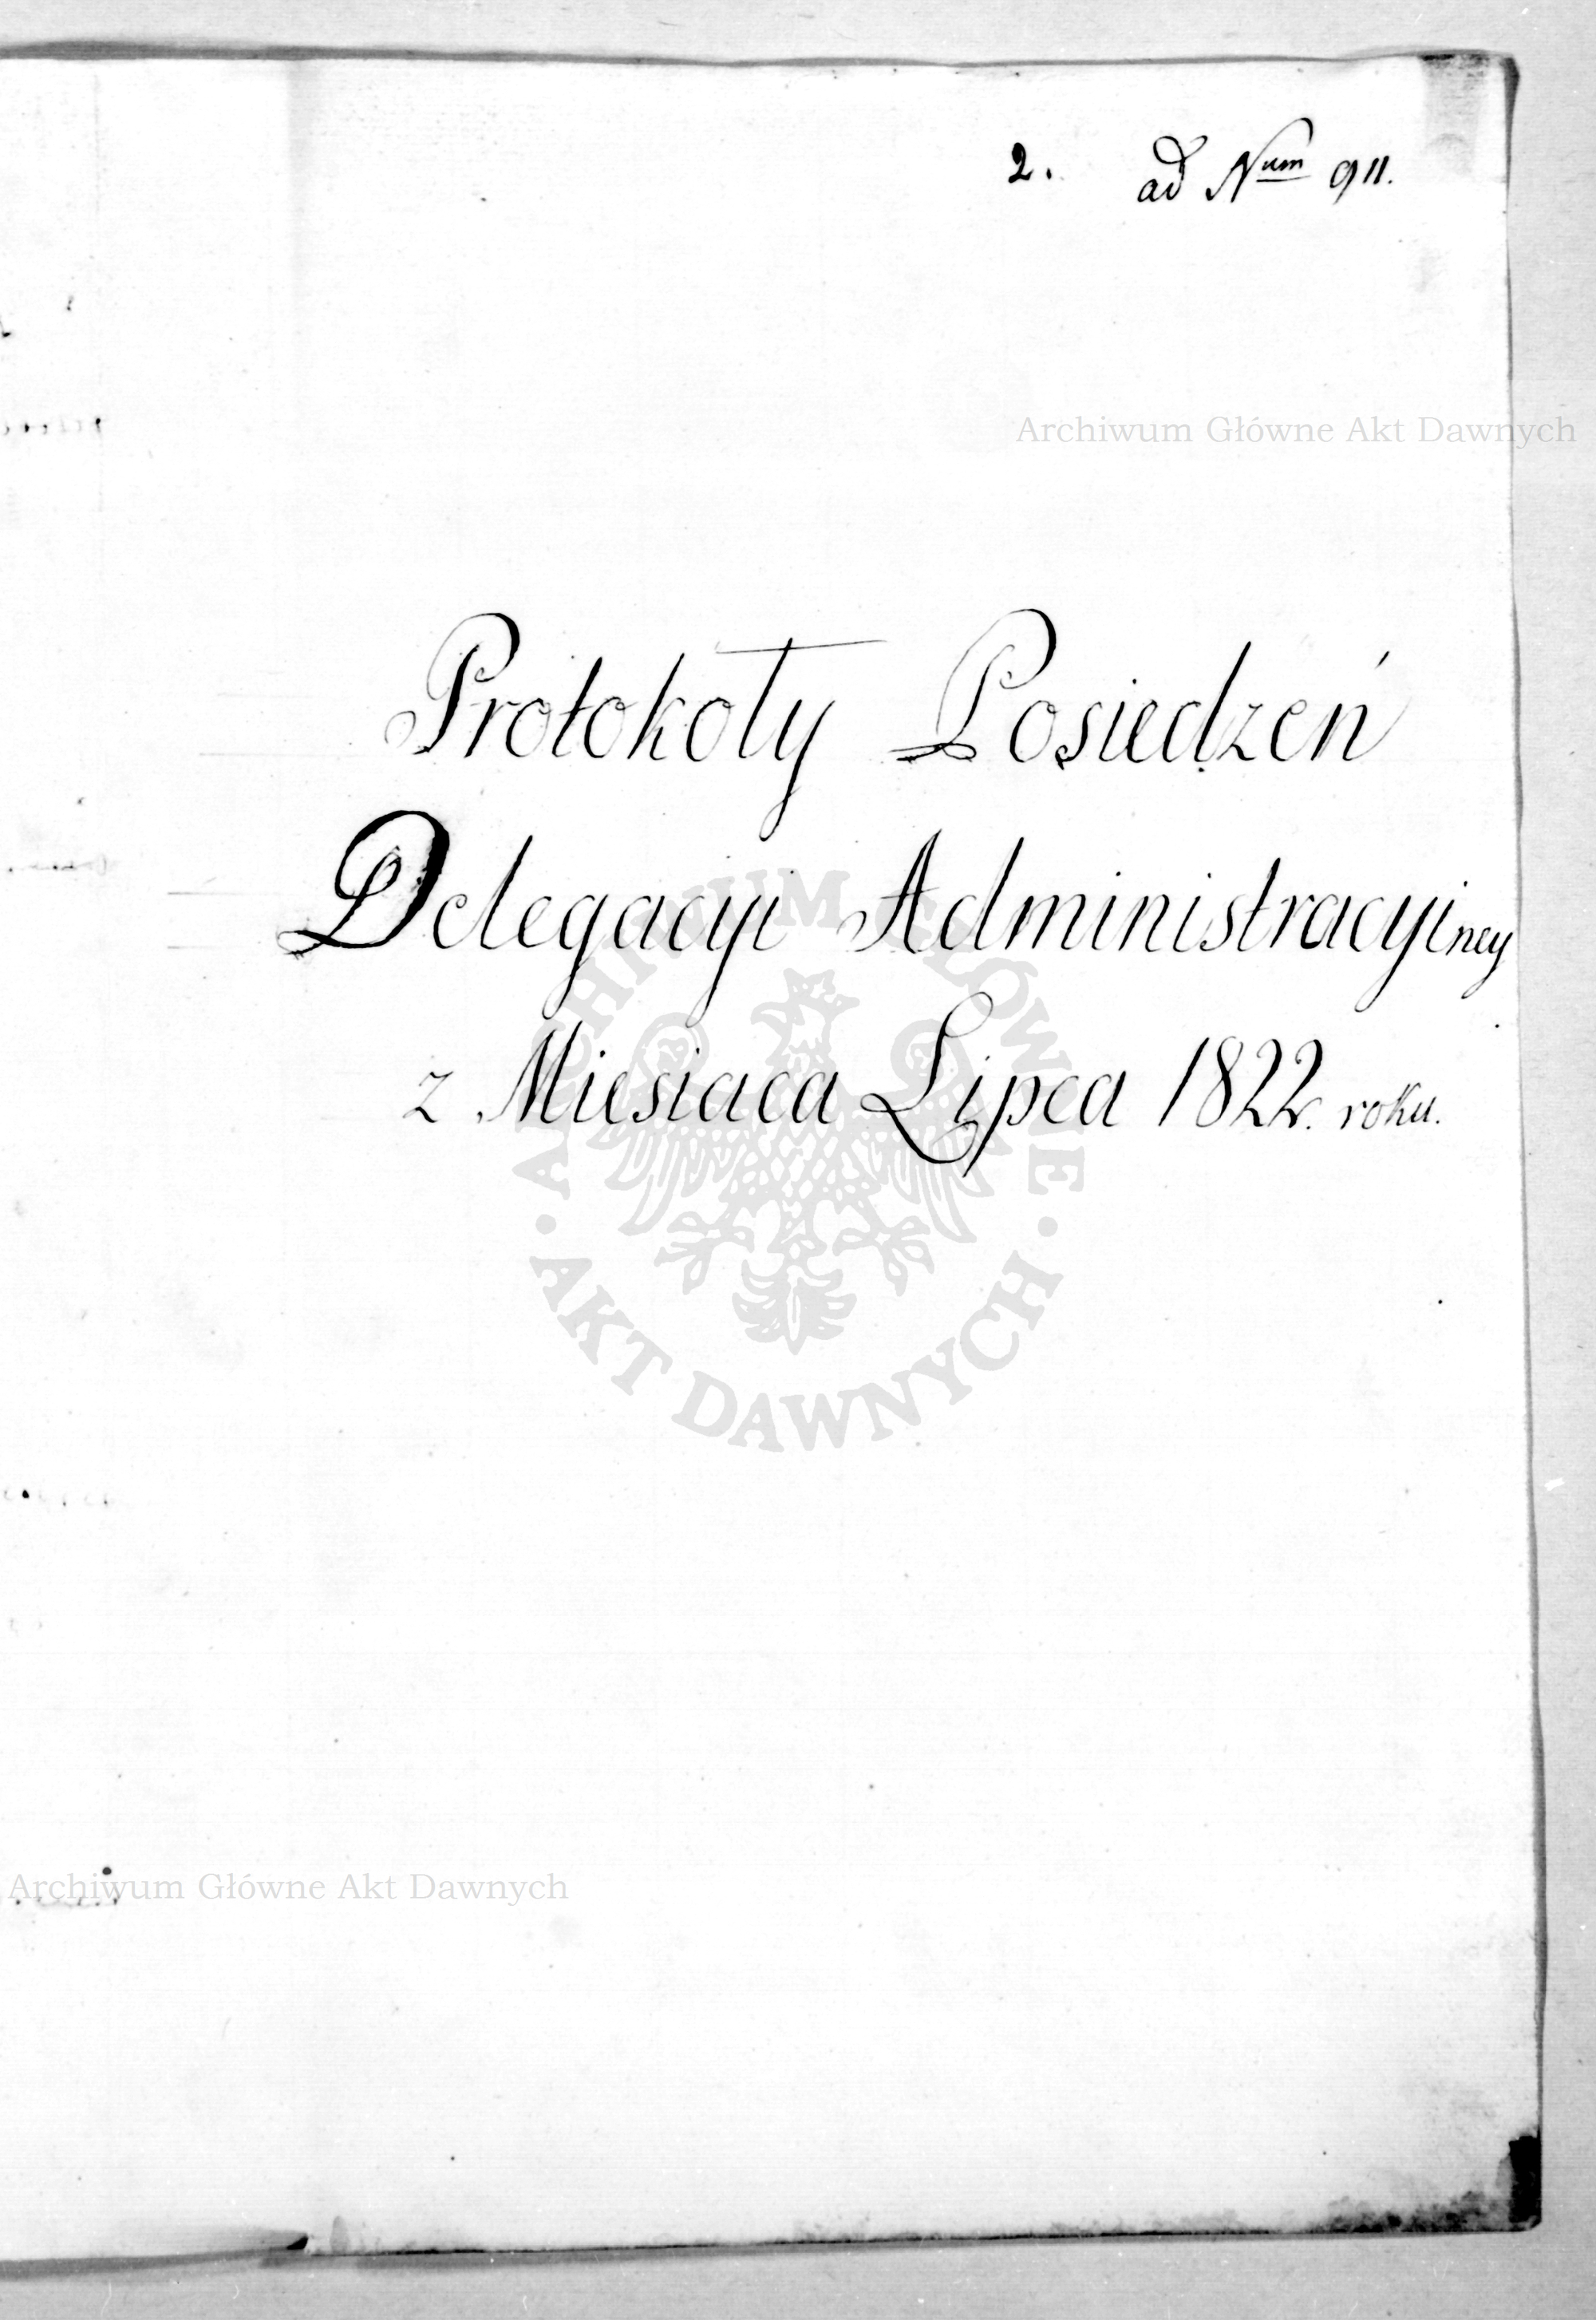 2. ad Num 911.
Archiwum Główne Akt Dawnych
Protokoły Posiedzeń
Delegacyi Administracyiney
z Miesiaca Lipca 1822. roku.
ARCHIWUM GŁÓWNE
· AKT DAWNYCH ·
Archiwum Główne Akt Dawnych